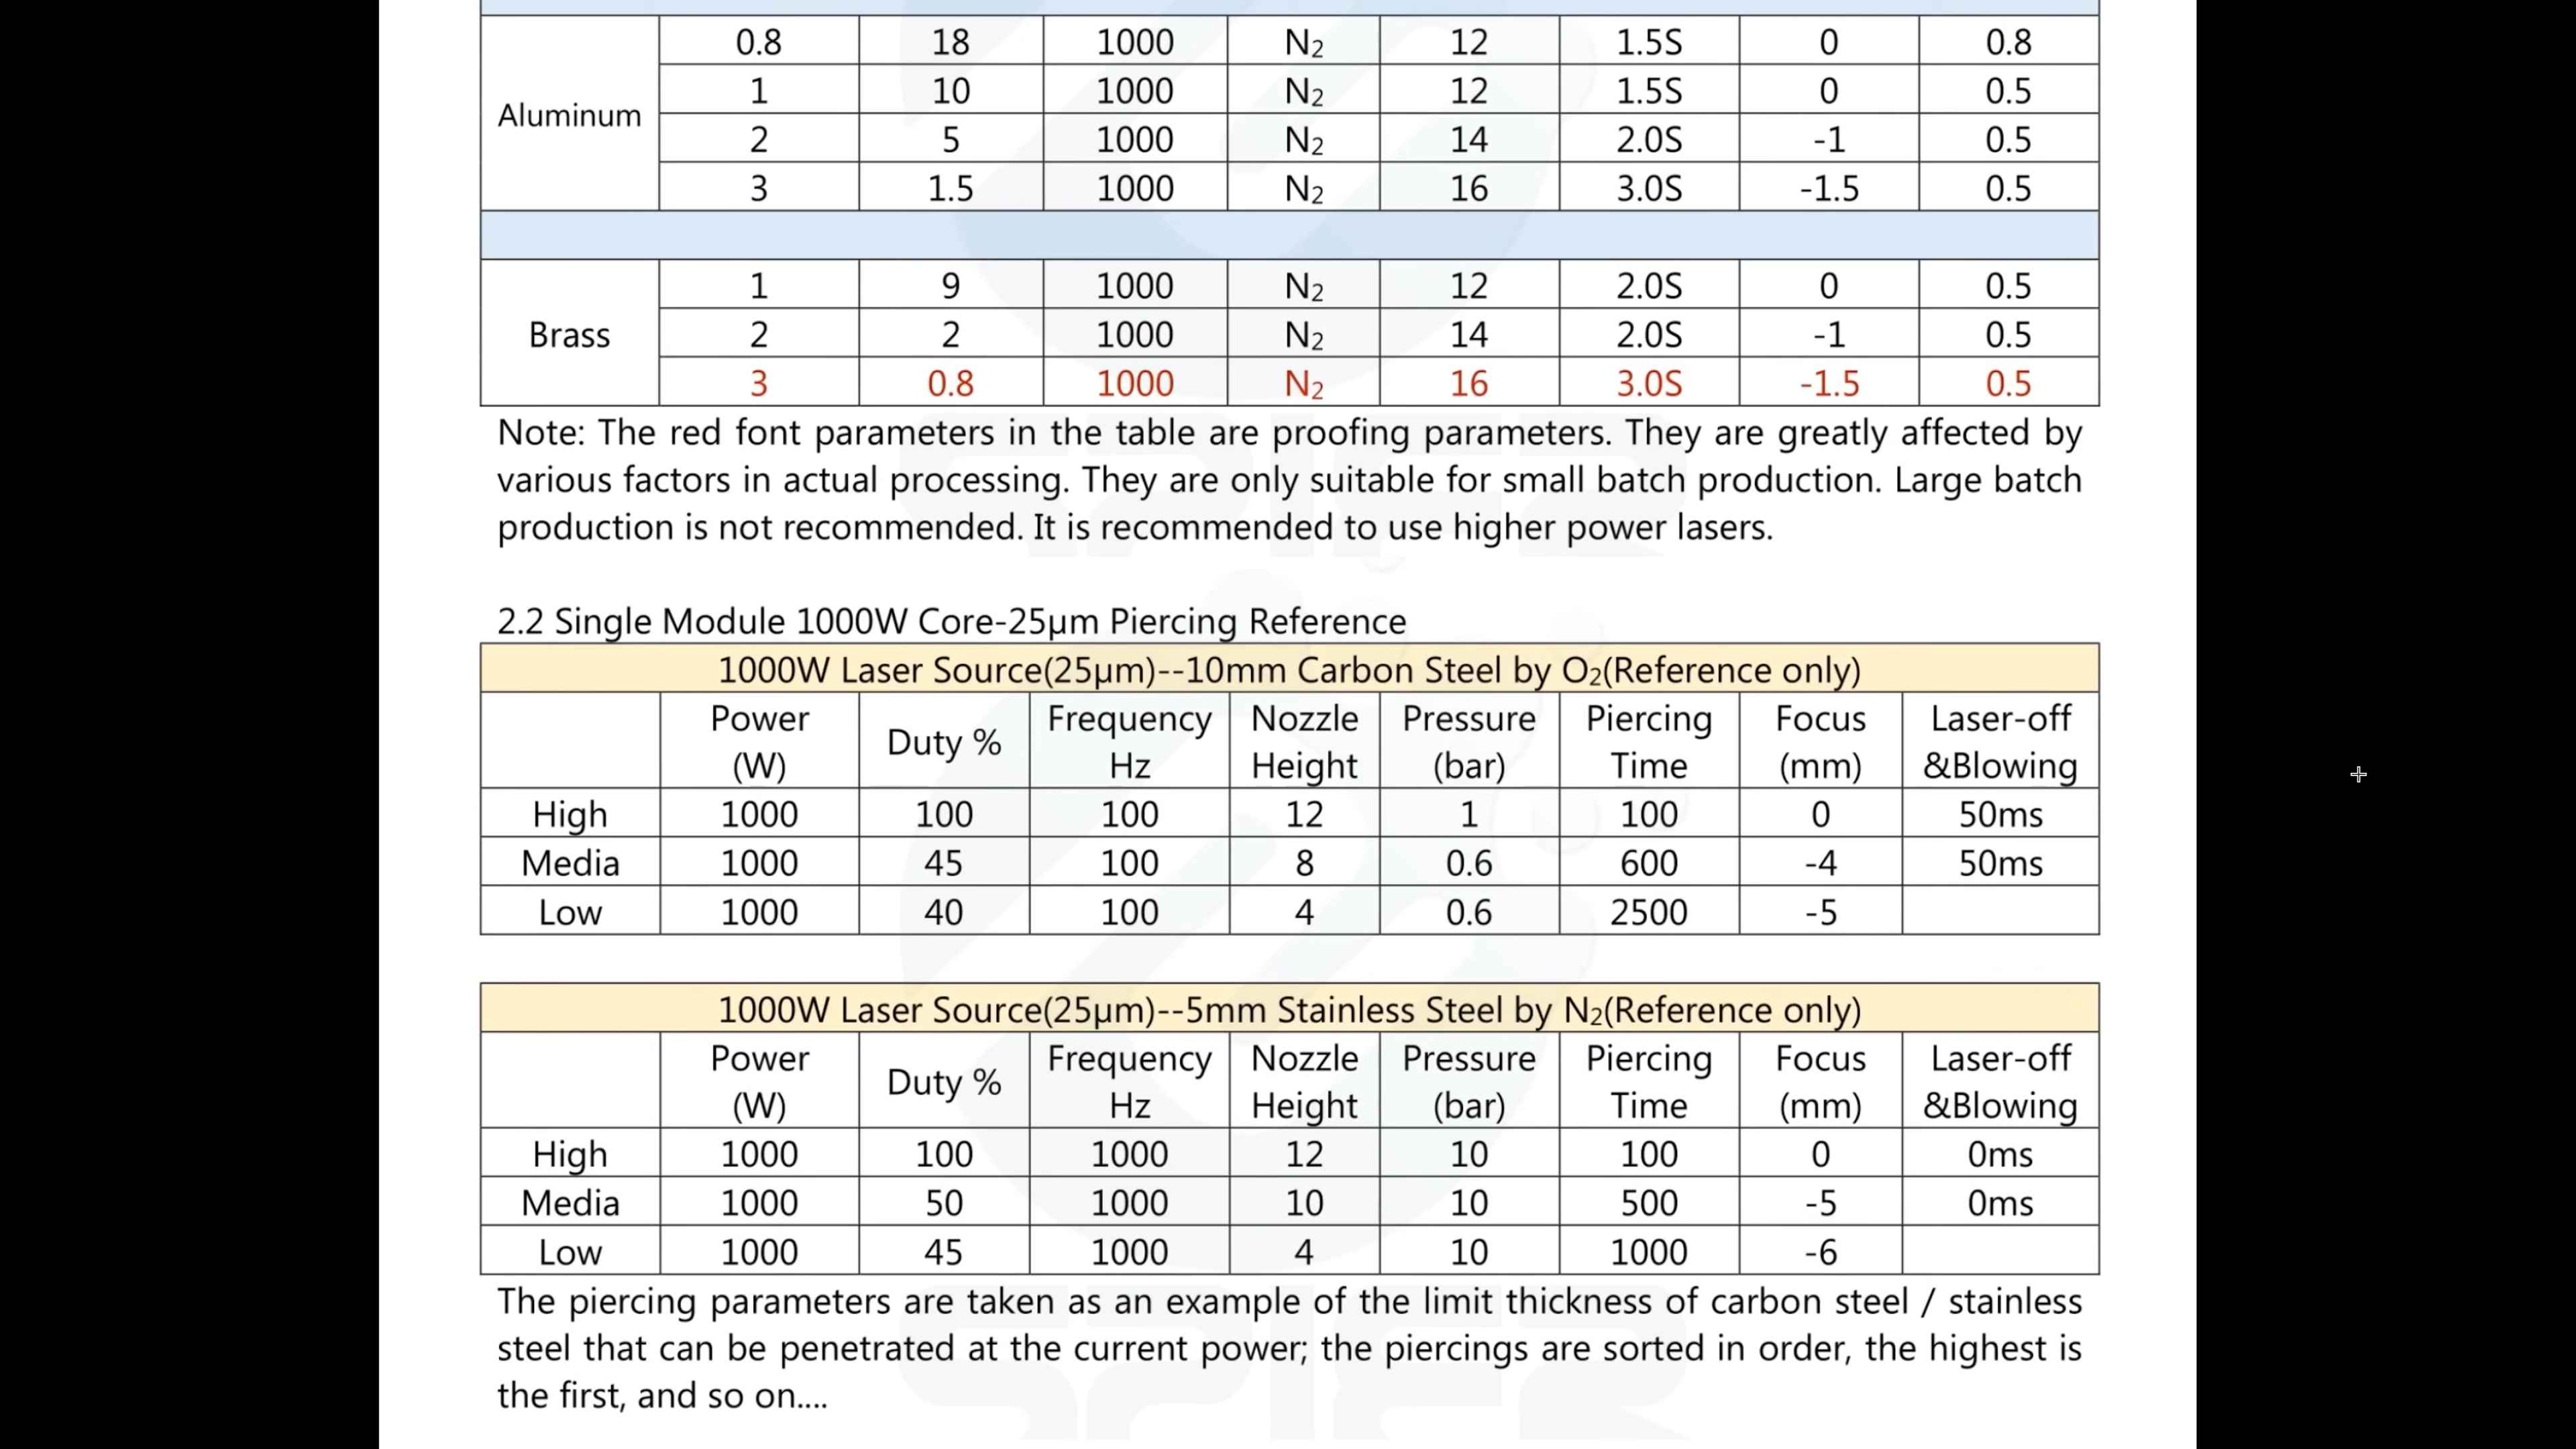 Aluminum
0.8 18 1000 N₂ 12 1.5S 0 0.8
1 10 1000 N₂ 12 1.5S 0 0.5
2 5 1000 N₂ 14 2.0S -1 0.5
3 1.5 1000 N₂ 16 3.0S -1.5 0.5
Brass
1 9 1000 N₂ 12 2.0S 0 0.5
2 2 1000 N₂ 14 2.0S -1 0.5
3 0.8 1000 N₂ 16 3.0S -1.5 0.5
Note: The red font parameters in the table are proofing parameters. They are greatly affected by
various factors in actual processing. They are only suitable for small batch production. Large batch
production is not recommended. It is recommended to use higher power lasers.
2.2 Single Module 1000W Core-25μm Piercing Reference
1000W Laser Source(25μm)--10mm Carbon Steel by O₂(Reference only)
Power (W) Duty % Frequency Hz Nozzle Height Pressure (bar) Piercing Time Focus (mm) Laser-off &Blowing
High 1000 100 100 12 1 100 0 50ms
Media 1000 45 100 8 0.6 600 -4 50ms
Low 1000 40 100 4 0.6 2500 -5
1000W Laser Source(25μm)--5mm Stainless Steel by N₂(Reference only)
Power (W) Duty % Frequency Hz Nozzle Height Pressure (bar) Piercing Time Focus (mm) Laser-off &Blowing
High 1000 100 1000 12 10 100 0 0ms
Media 1000 50 1000 10 10 500 -5 0ms
Low 1000 45 1000 4 10 1000 -6
The piercing parameters are taken as an example of the limit thickness of carbon steel / stainless
steel that can be penetrated at the current power; the piercings are sorted in order, the highest is
the first, and so on....